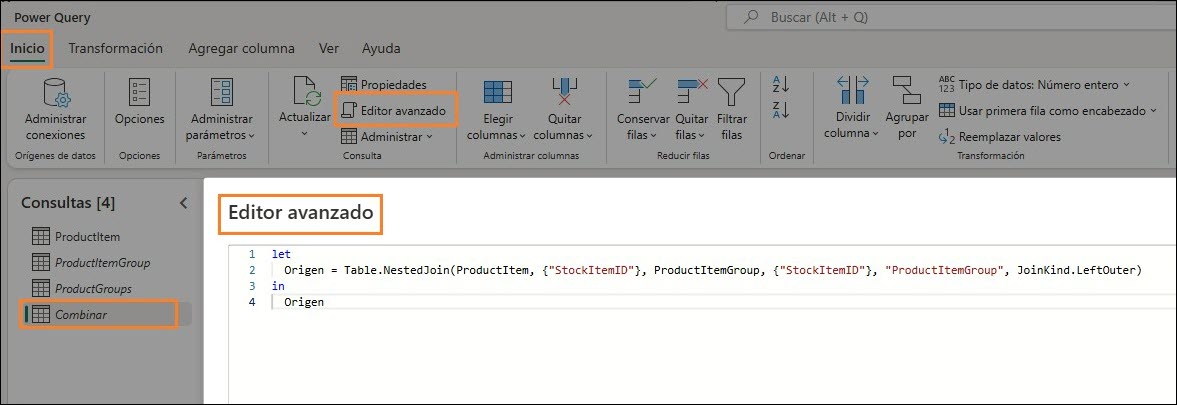 Power Query
Buscar (Alt + Q)
Inicio Transformación Agregar columna Ver Ayuda
Administrar conexiones
Orígenes de datos
Opciones
Opciones
Administrar parámetros
Parámetros
Actualizar
Propiedades
Editor avanzado
Administrar
Consulta
Elegir columnas
Quitar columnas
Administrar columnas
Conservar filas
Quitar filas
Filtrar filas
Reducir filas
A
Z
Z
A
Ordenar
Dividir columna
Agrupar por
ABC
123
Tipo de datos: Número entero
Usar primera fila como encabezado
1
2
Reemplazar valores
Transformación
Consultas [4]
ProductItem
ProductItemGroup
ProductGroups
Combinar
Editor avanzado
1 let
2 Origen = Table.NestedJoin(ProductItem, {"StockItemID"}, ProductItemGroup, {"StockItemID"}, "ProductItemGroup", JoinKind.LeftOuter)
3 in
4 Origen